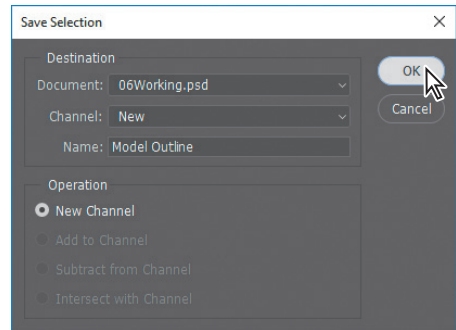 Save Selection
Destination
Document: 06Working.psd
Channel: New
Name: Model Outline
OK
Cancel
Operation
New Channel
Add to Channel
Subtract from Channel
Intersect with Channel